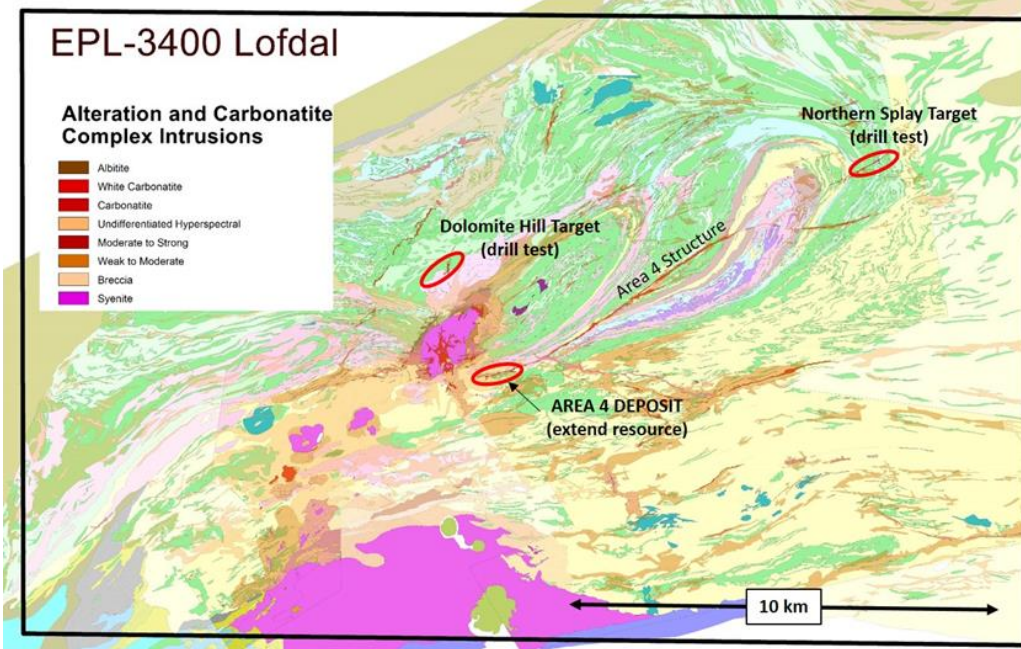 EPL-3400 Lofdal
Alteration and Carbonatite
Complex Intrusions
Albitite
White Carbonatite
Carbonatite
Undifferentiated Hyperspectral
Moderate to Strong
Weak to Moderate
Breccia
Syenite
Northern Splay Target
(drill test)
Dolomite Hill Target
(drill test)
Area 4 Structure
AREA 4 DEPOSIT
(extend resource)
10 km